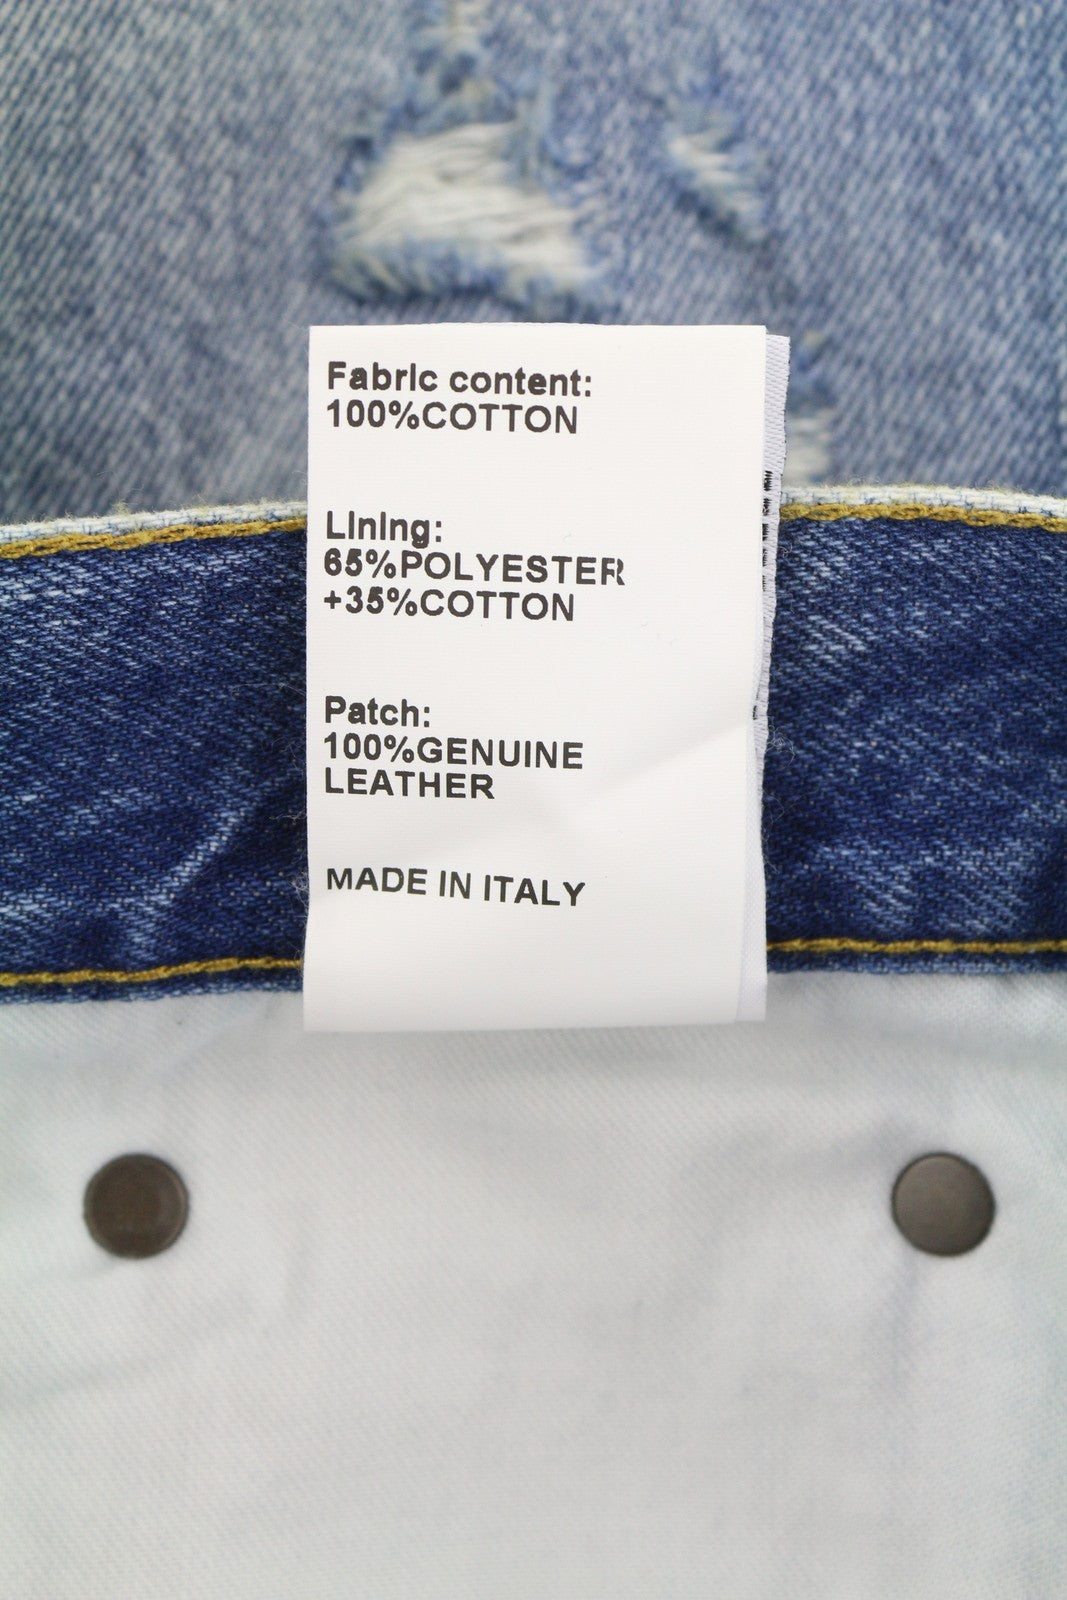 Fabric content:
100%COTTON
Lining:
65%POLYESTER
+35%COTTON
Patch:
100%GENUINE
LEATHER
MADE IN ITALY